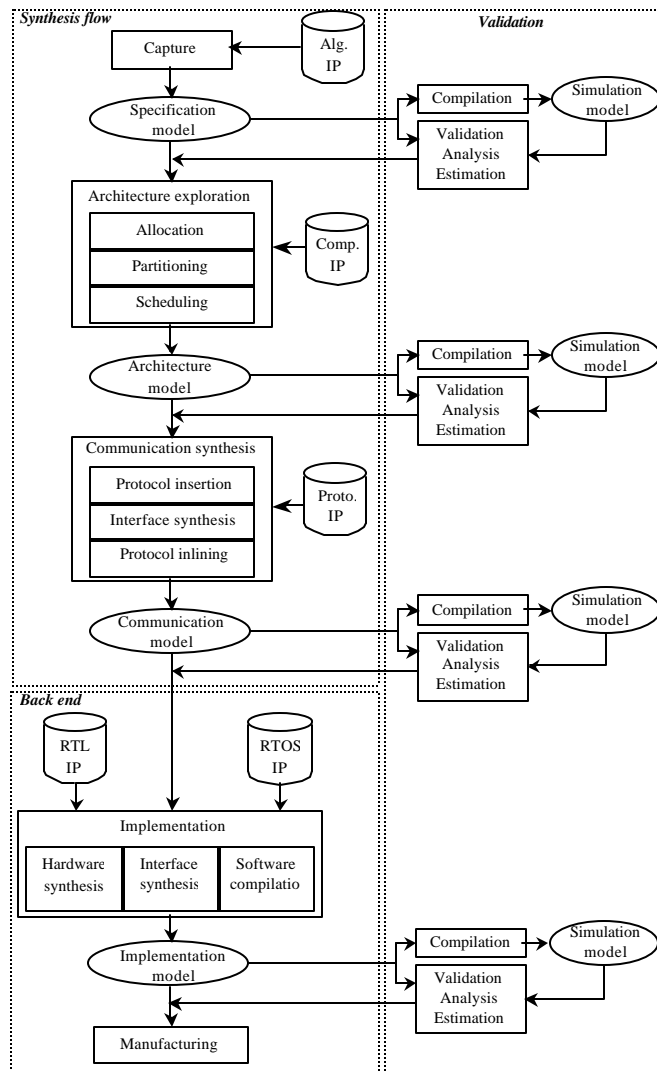 Synthesis flow
Validation
Capture
Alg.
IP
Specification
model
Compilation
Simulation
model
Validation
Analysis
Estimation
Architecture exploration
Allocation
Partitioning
Scheduling
Comp.
IP
Architecture
model
Compilation
Simulation
model
Validation
Analysis
Estimation
Communication synthesis
Protocol insertion
Interface synthesis
Protocol inlining
Proto.
IP
Communication
model
Compilation
Simulation
model
Validation
Analysis
Estimation
Back end
RTL
IP
RTOS
IP
Implementation
Hardware
synthesis
Interface
synthesis
Software
compilatio
Implementation
model
Compilation
Simulation
model
Validation
Analysis
Estimation
Manufacturing